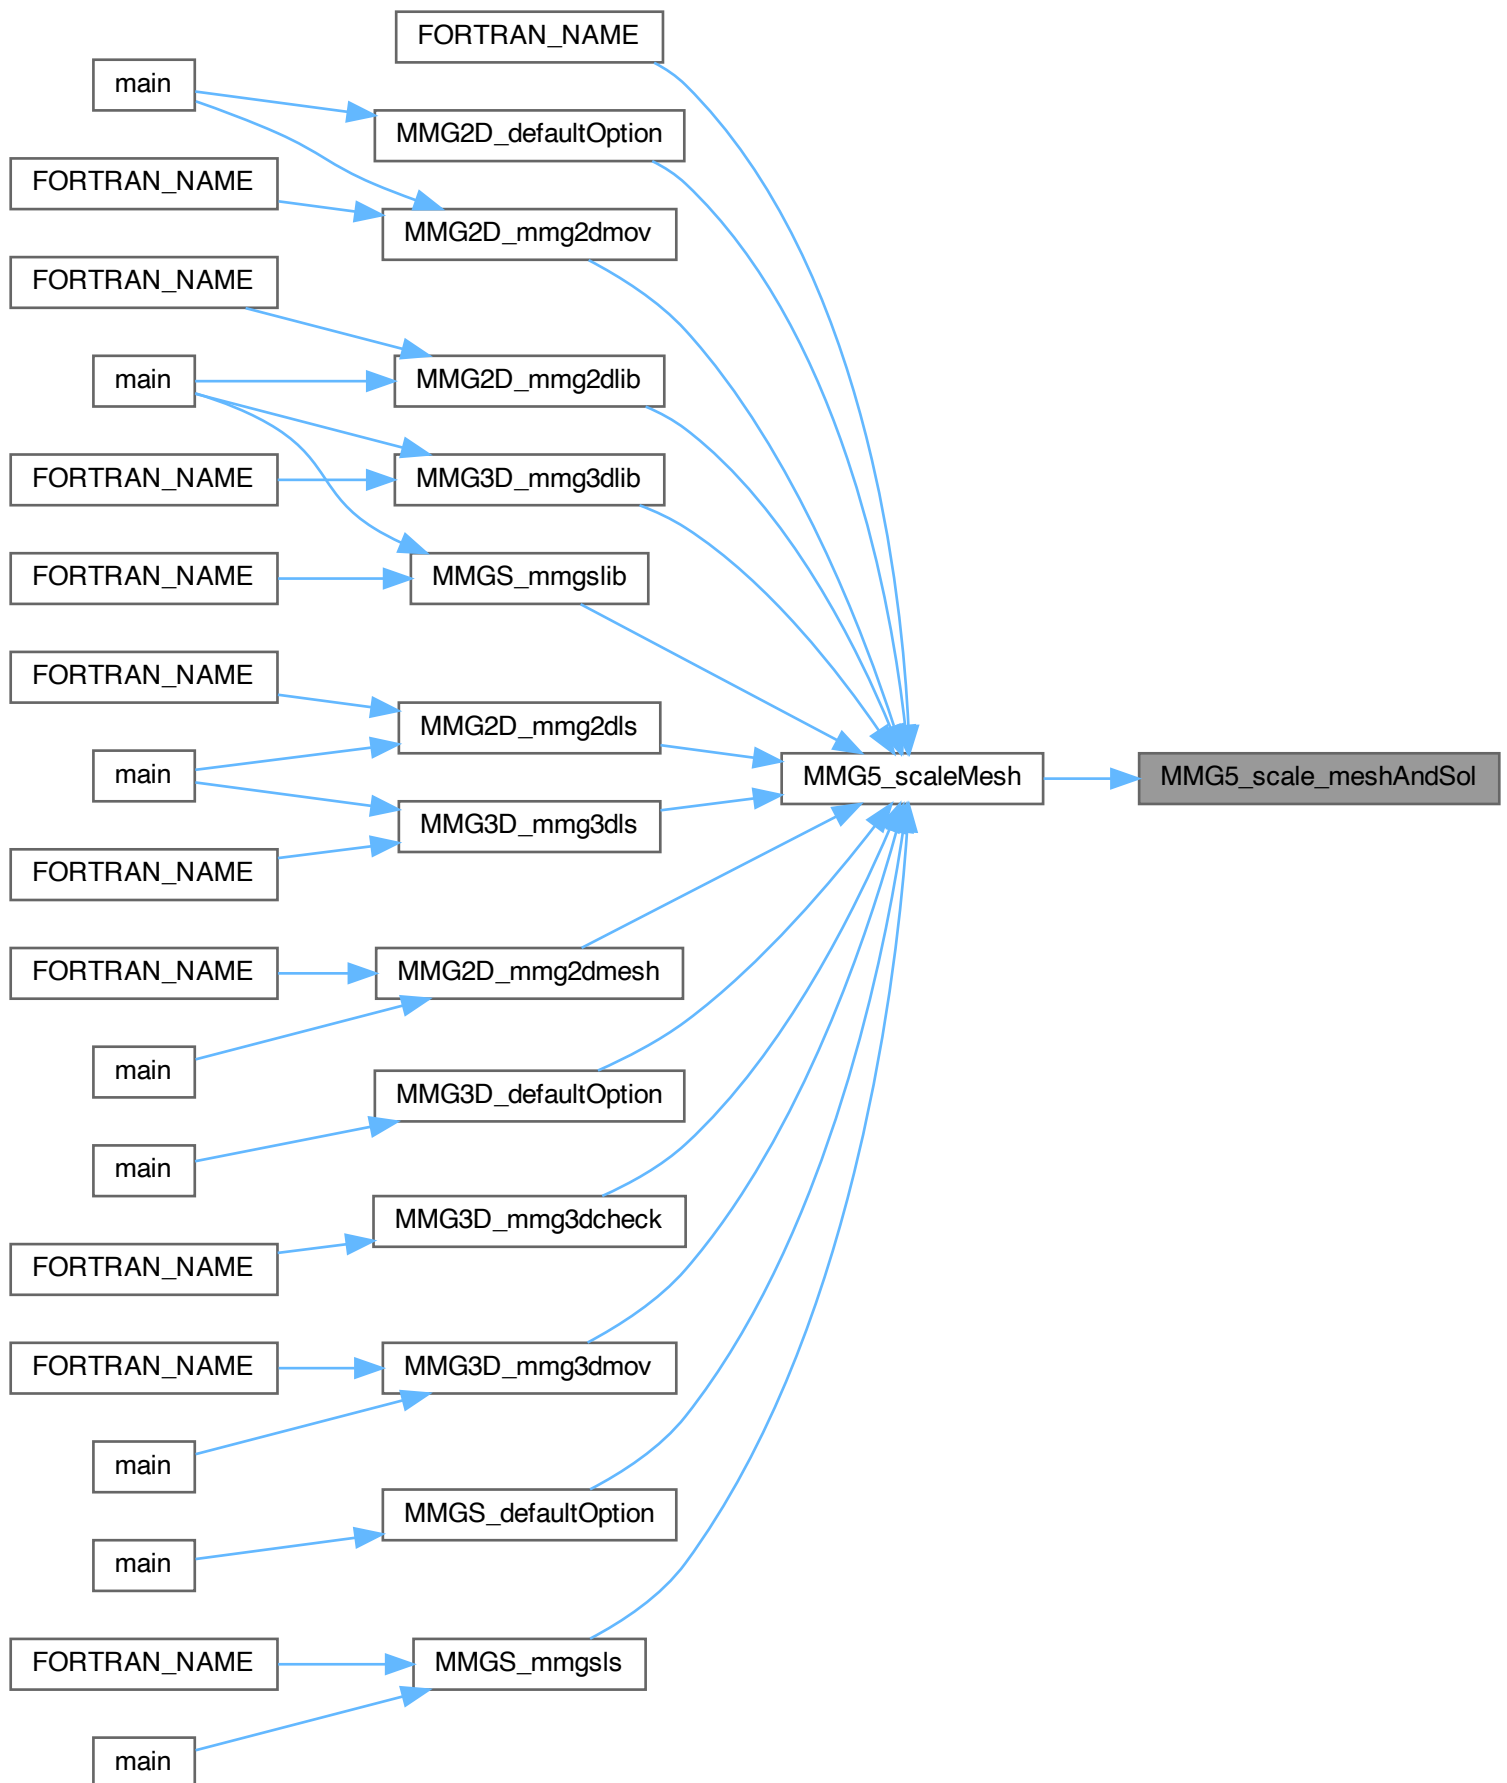 FORTRAN_NAME
main
MMG2D_defaultOption
FORTRAN_NAME
MMG2D_mmg2dmov
FORTRAN_NAME
main
MMG2D_mmg2dlib
FORTRAN_NAME
MMG3D_mmg3dlib
FORTRAN_NAME
MMGS_mmgslib
FORTRAN_NAME
MMG2D_mmg2dls
main
MMG5_scaleMesh
MMG5_scale_meshAndSol
MMG3D_mmg3dls
FORTRAN_NAME
FORTRAN_NAME
MMG2D_mmg2dmesh
main
MMG3D_defaultOption
main
MMG3D_mmg3dcheck
FORTRAN_NAME
FORTRAN_NAME
MMG3D_mmg3dmov
main
MMGS_defaultOption
main
FORTRAN_NAME
MMGS_mmgsls
main